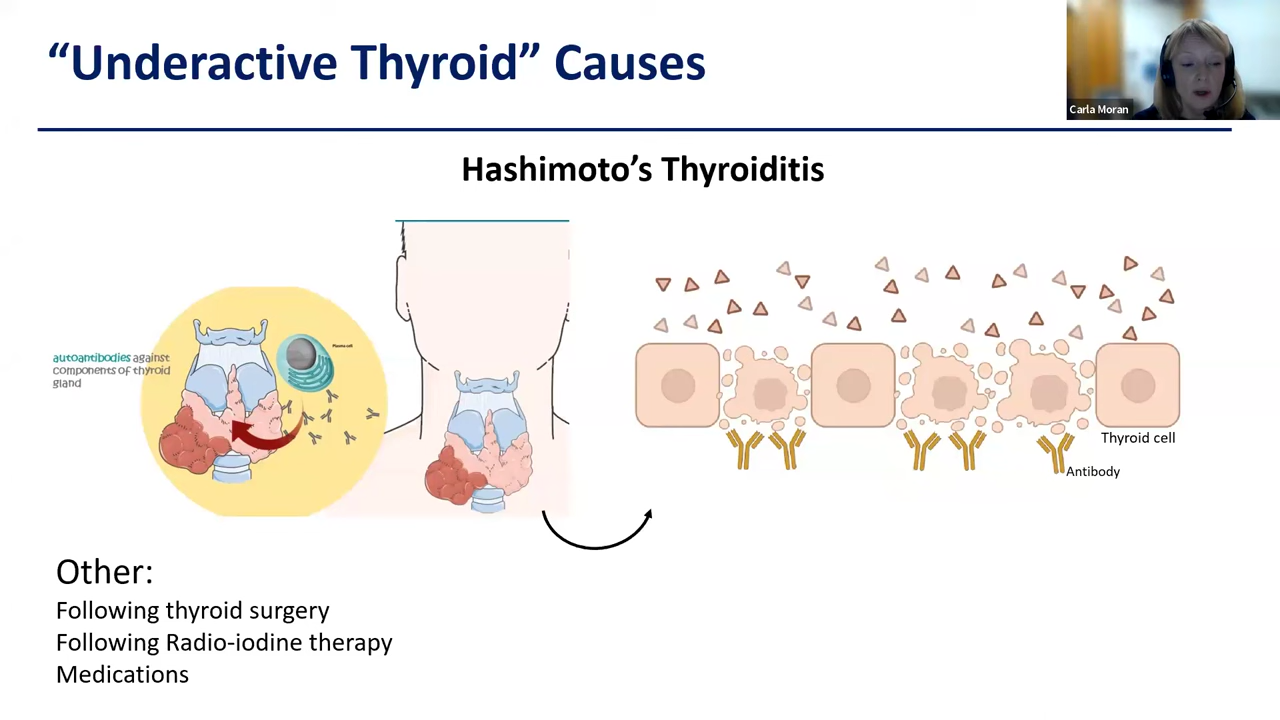 “Underactive Thyroid” Causes
Carla Moran
Hashimoto’s Thyroiditis
Plasma cell
autoantibodies against
components of thyroid
gland
Thyroid cell
Antibody
Other:
Following thyroid surgery
Following Radio-iodine therapy
Medications